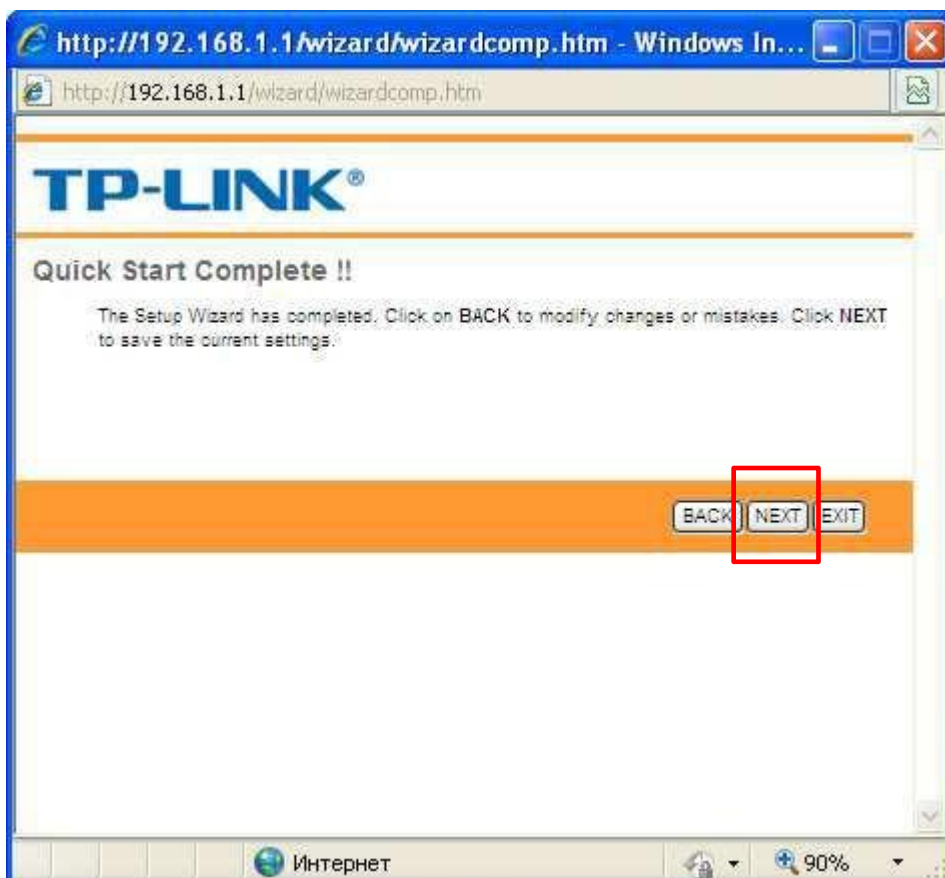 http://192.168.1.1/wizard/wizardcomp.htm - Windows In...
http://192.168.1.1/wizard/wizardcomp.htm
TP-LINK®
Quick Start Complete !!
The Setup Wizard has completed. Click on BACK to modify changes or mistakes. Click NEXT
to save the current settings.
BACK NEXT EXIT
Интернет 90%